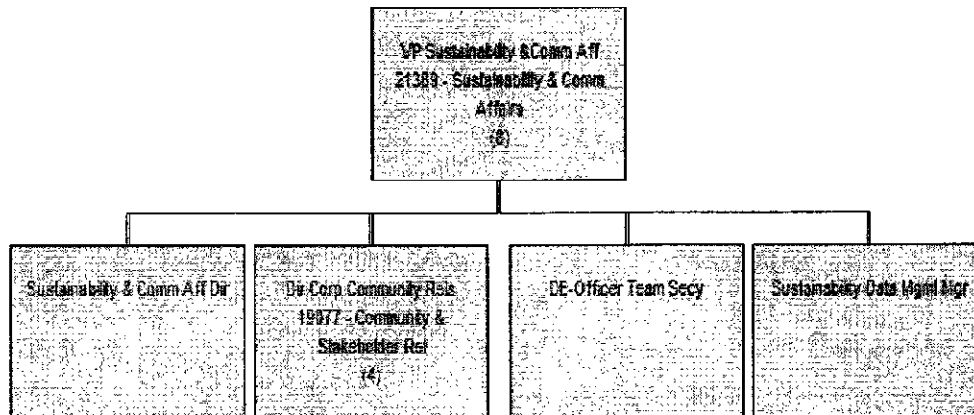 VP Sustainability & Comm Aff
21389 - Sustainability & Comm
Affairs
(8)
Sustainability & Comm Aff Dir
Dir Corp Community Rels
19977 - Community &
Stakeholder Rel
(4)
DE-Officer Team Secy
Sustainability Data Mgmt Mgr